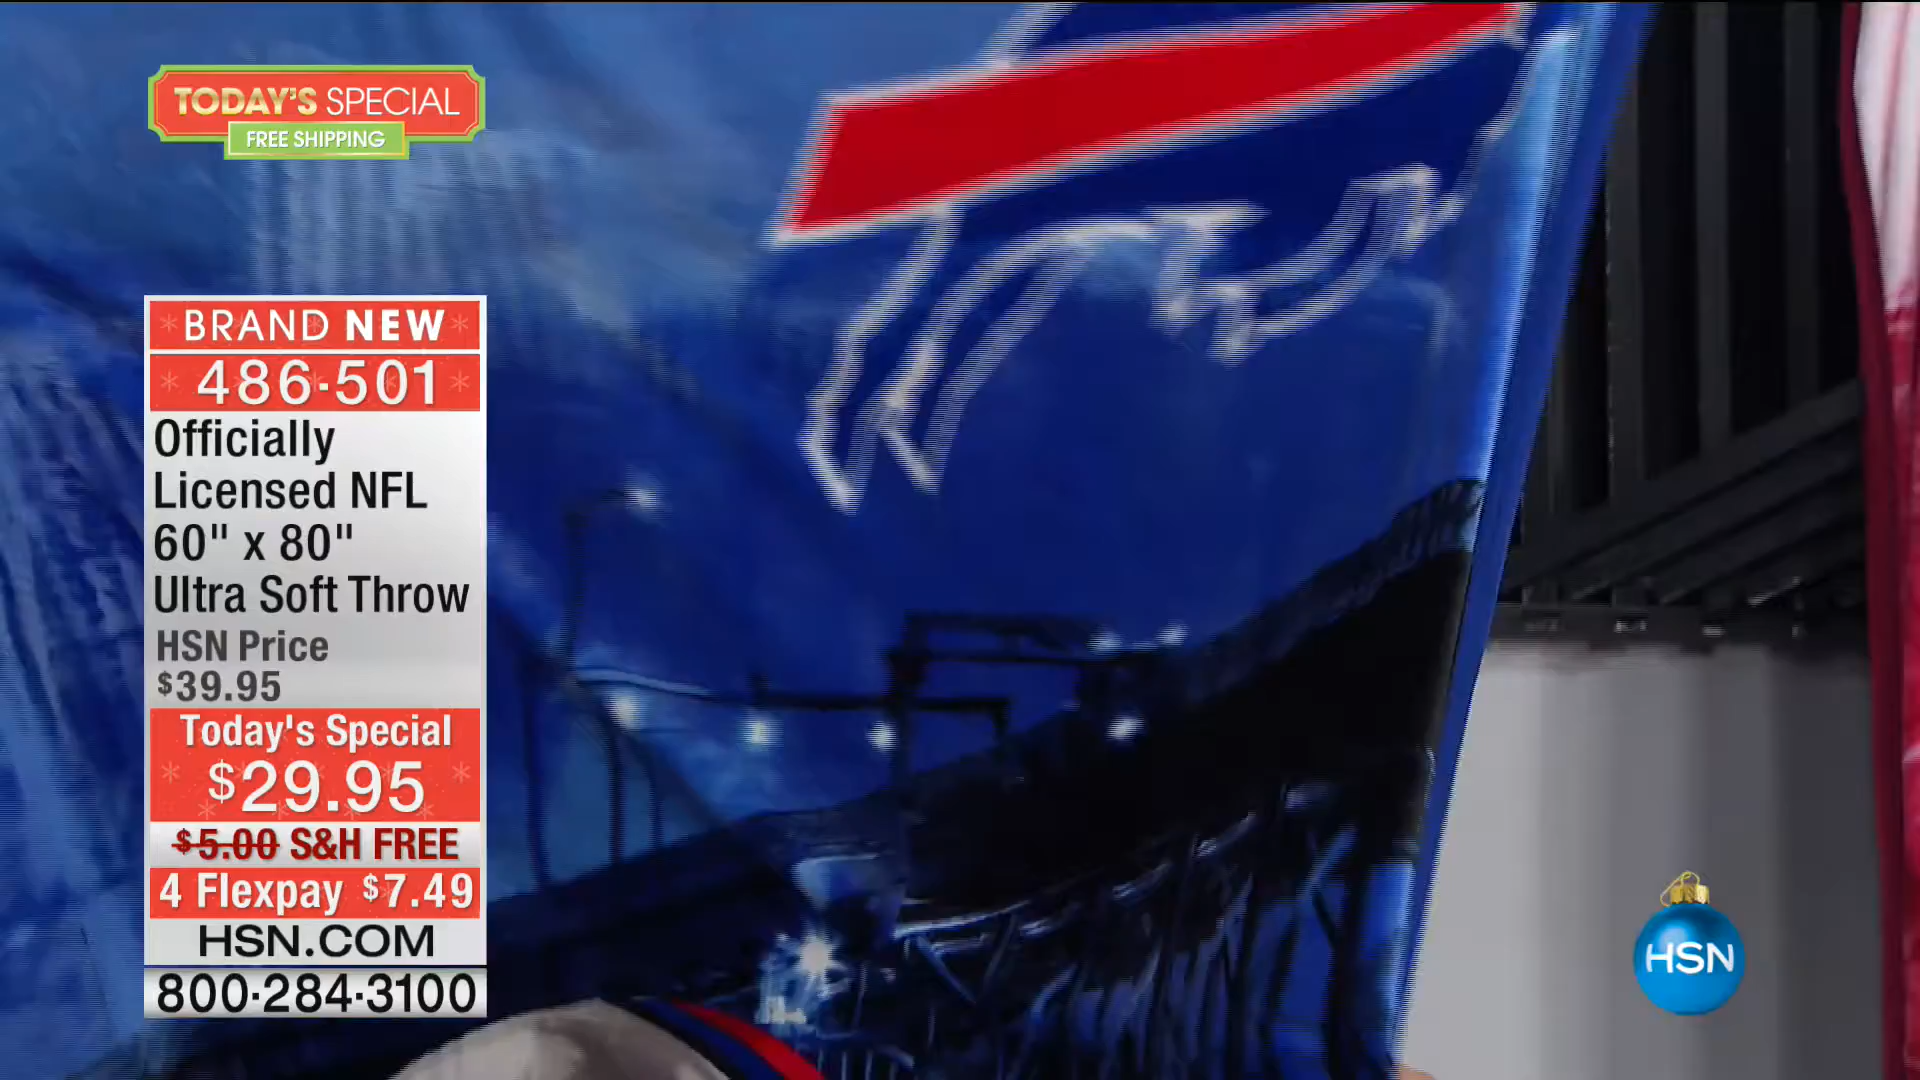 TODAY'S SPECIAL
FREE SHIPPING
BRAND NEW
486·501
Officially
Licensed NFL
60" x 80"
Ultra Soft Throw
HSN Price
$39.95
Today's Special
$29.95
$5.00 S&H FREE
4 Flexpay $7.49
HSN.COM
800·284·3100
HSN